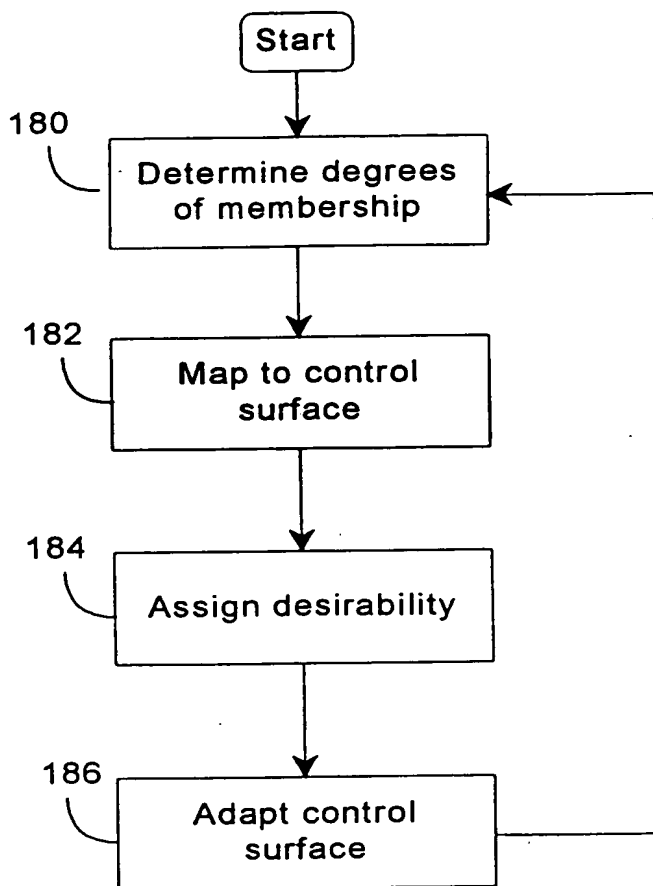 Start
180
Determine degrees
of membership
182
Map to control
surface
184
Assign desirability
186
Adapt control
surface